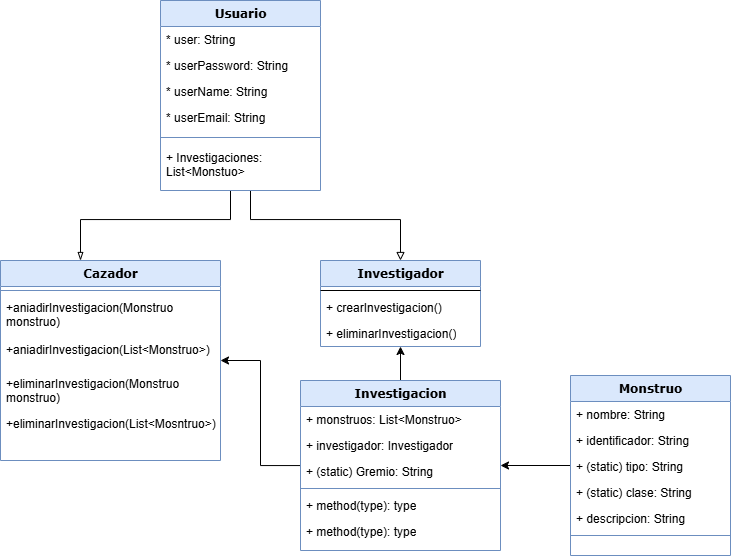 Usuario
* user: String
* userPassword: String
* userName: String
* userEmail: String
+ Investigaciones:
List<Monstuo>
Cazador
+aniadirInvestigacion(Monstruo
monstruo)
+aniadirInvestigacion(List<Monstruo>)
+eliminarInvestigacion(Monstruo
monstruo)
+eliminarInvestigacion(List<Mosntruo>)
Investigador
+ crearInvestigacion()
+ eliminarInvestigacion()
Investigacion
+ monstruos: List<Monstruo>
+ investigador: Investigador
+ (static) Gremio: String
+ method(type): type
+ method(type): type
Monstruo
+ nombre: String
+ identificador: String
+ (static) tipo: String
+ (static) clase: String
+ descripcion: String